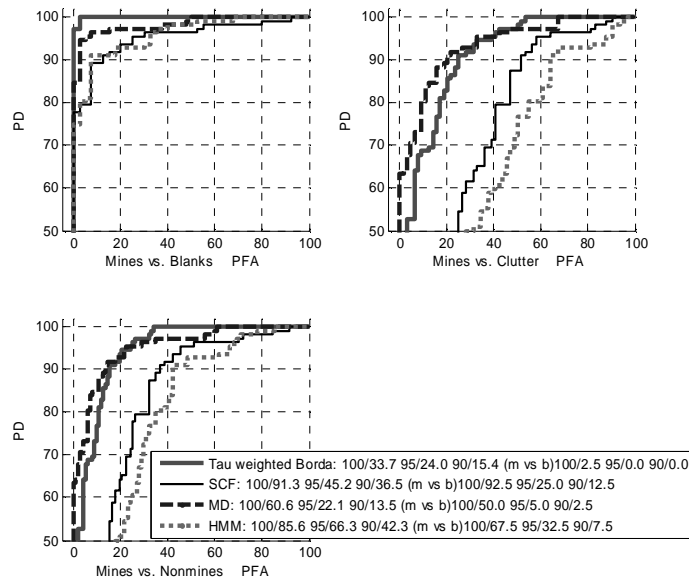 100
90
80
70
60
50
PD
0 20 40 60 80 100
Mines vs. Blanks PFA
100
90
80
70
60
50
PD
0 20 40 60 80 100
Mines vs. Clutter PFA
100
90
80
70
60
50
PD
0 20 40 60 80 100
Mines vs. Nonmines PFA
Tau weighted Borda: 100/33.7 95/24.0 90/15.4 (m vs b)100/2.5 95/0.0 90/0.0
SCF: 100/91.3 95/45.2 90/36.5 (m vs b)100/92.5 95/25.0 90/12.5
MD: 100/60.6 95/22.1 90/13.5 (m vs b)100/50.0 95/5.0 90/2.5
HMM: 100/85.6 95/66.3 90/42.3 (m vs b)100/67.5 95/32.5 90/7.5